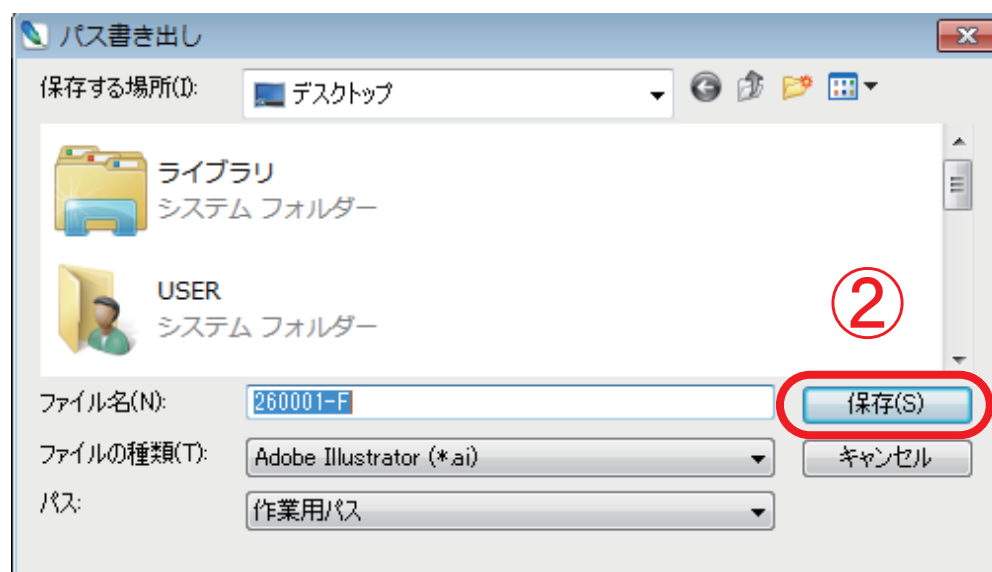 パス書き出し
保存する場所(I):
デスクトップ
ライブラリ
システム フォルダー
USER
システム フォルダー
②
ファイル名(N):
260001-F
保存(S)
ファイルの種類(T):
Adobe Illustrator (*.ai)
キャンセル
パス:
作業用パス